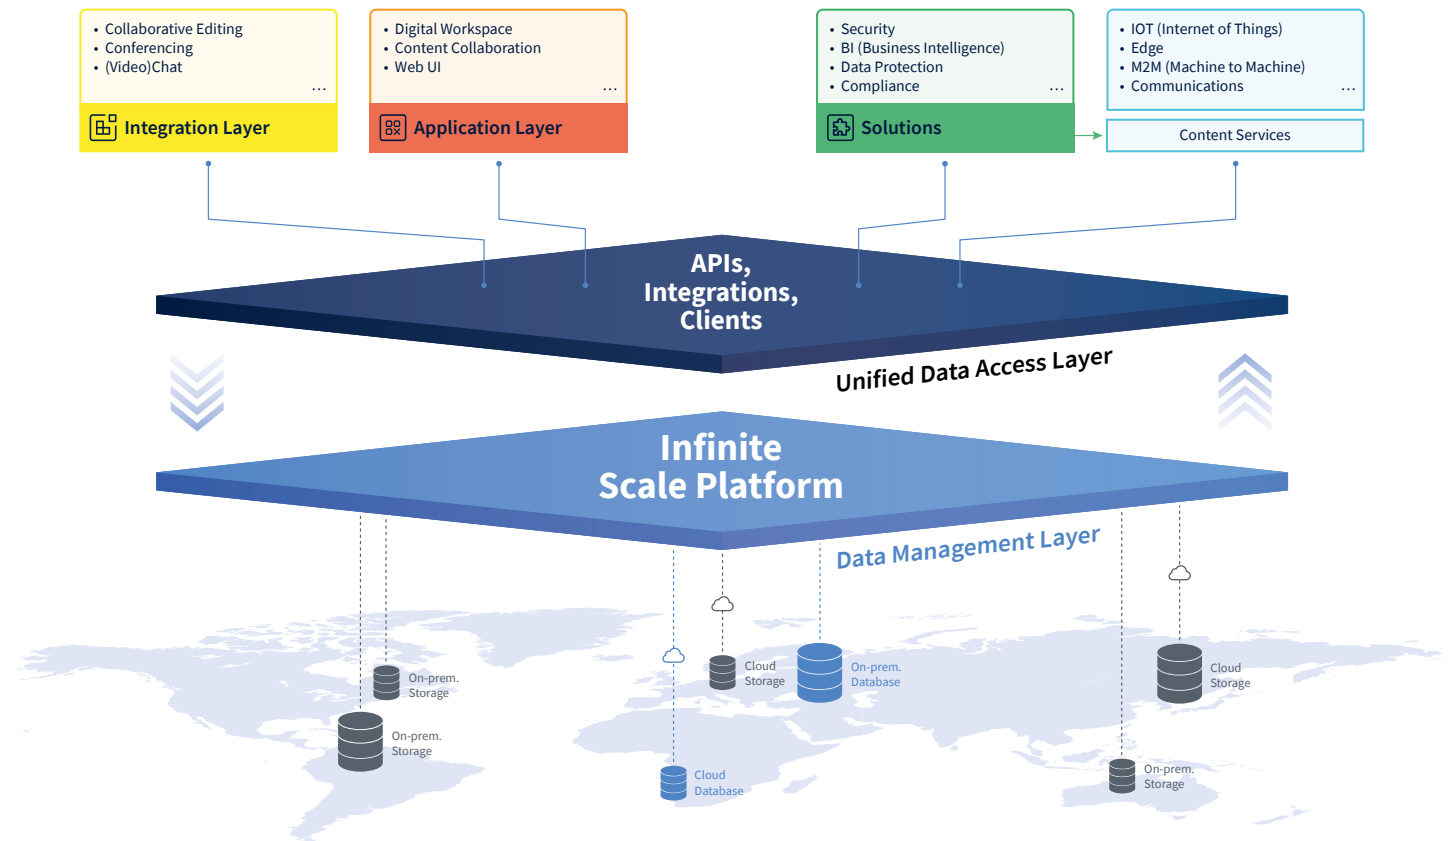 • Collaborative Editing
• Conferencing
• (Video)Chat
...
Integration Layer
• Digital Workspace
• Content Collaboration
• Web UI
...
Application Layer
• Security
• BI (Business Intelligence)
• Data Protection
• Compliance
...
Solutions
• IOT (Internet of Things)
• Edge
• M2M (Machine to Machine)
• Communications
...
Content Services
APIs,
Integrations,
Clients
Unified Data Access Layer
Infinite
Scale Platform
Data Management Layer
On-prem.
Storage
On-prem.
Storage
Cloud
Database
Cloud
Storage
On-prem.
Database
On-prem.
Storage
Cloud
Storage